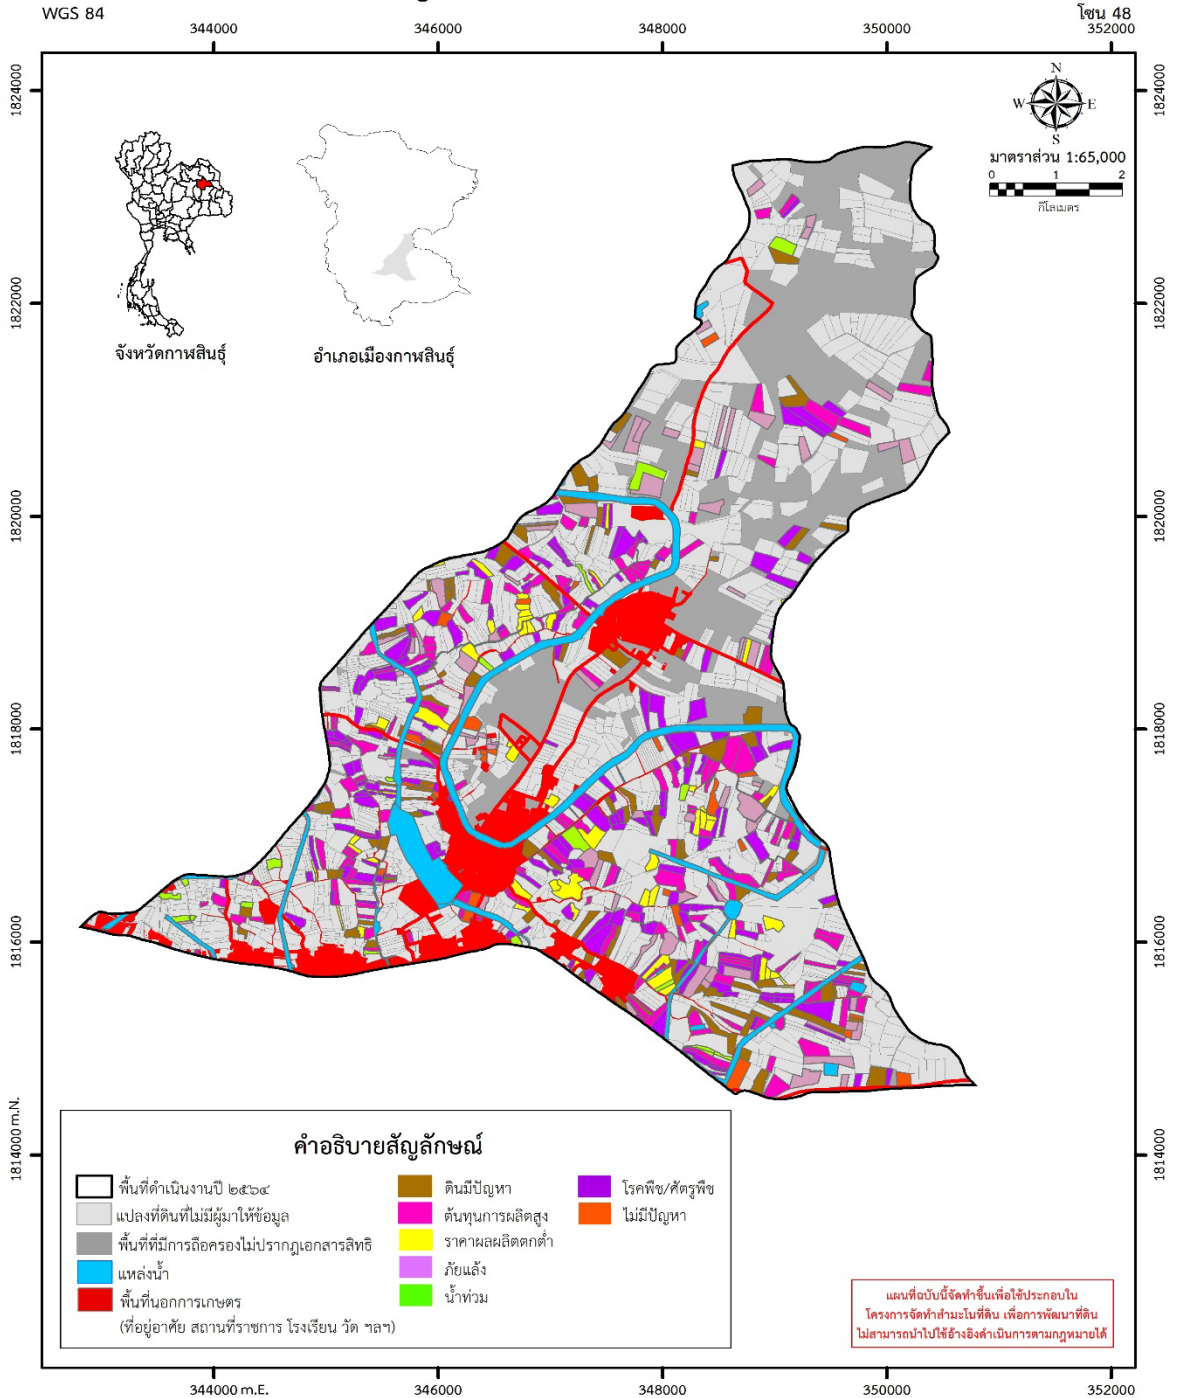 WGS 84
โซน 48
344000
346000
348000
350000
352000
1824000
1824000
N
W
E
S
มาตราส่วน 1:65,000
0
1
2
กิโลเมตร
จังหวัดกาฬสินธุ์
อำเภอเมืองกาฬสินธุ์
1822000
1822000
1820000
1820000
1818000
1818000
1816000
1816000
1814000 m.N.
1814000
คำอธิบายสัญลักษณ์
พื้นที่ดำเนินงานปี ๒๕๖๔
แปลงที่ดินที่ไม่มีผู้มาให้ข้อมูล
พื้นที่ที่มีการถือครองไม่ปรากฏเอกสารสิทธิ
แหล่งน้ำ
พื้นที่นอกการเกษตร
(ที่อยู่อาศัย สถานที่ราชการ โรงเรียน วัด ฯลฯ)
ดินมีปัญหา
ต้นทุนการผลิตสูง
ราคาผลผลิตตกต่ำ
ภัยแล้ง
น้ำท่วม
โรคพืช/ศัตรูพืช
ไม่มีปัญหา
แผนที่ฉบับนี้จัดทำขึ้นเพื่อใช้ประกอบใน
โครงการจัดทำสำมะโนที่ดิน เพื่อการพัฒนาที่ดิน
ไม่สามารถนำไปใช้อ้างอิงดำเนินการตามกฎหมายได้
344000 m.E.
346000
348000
350000
352000